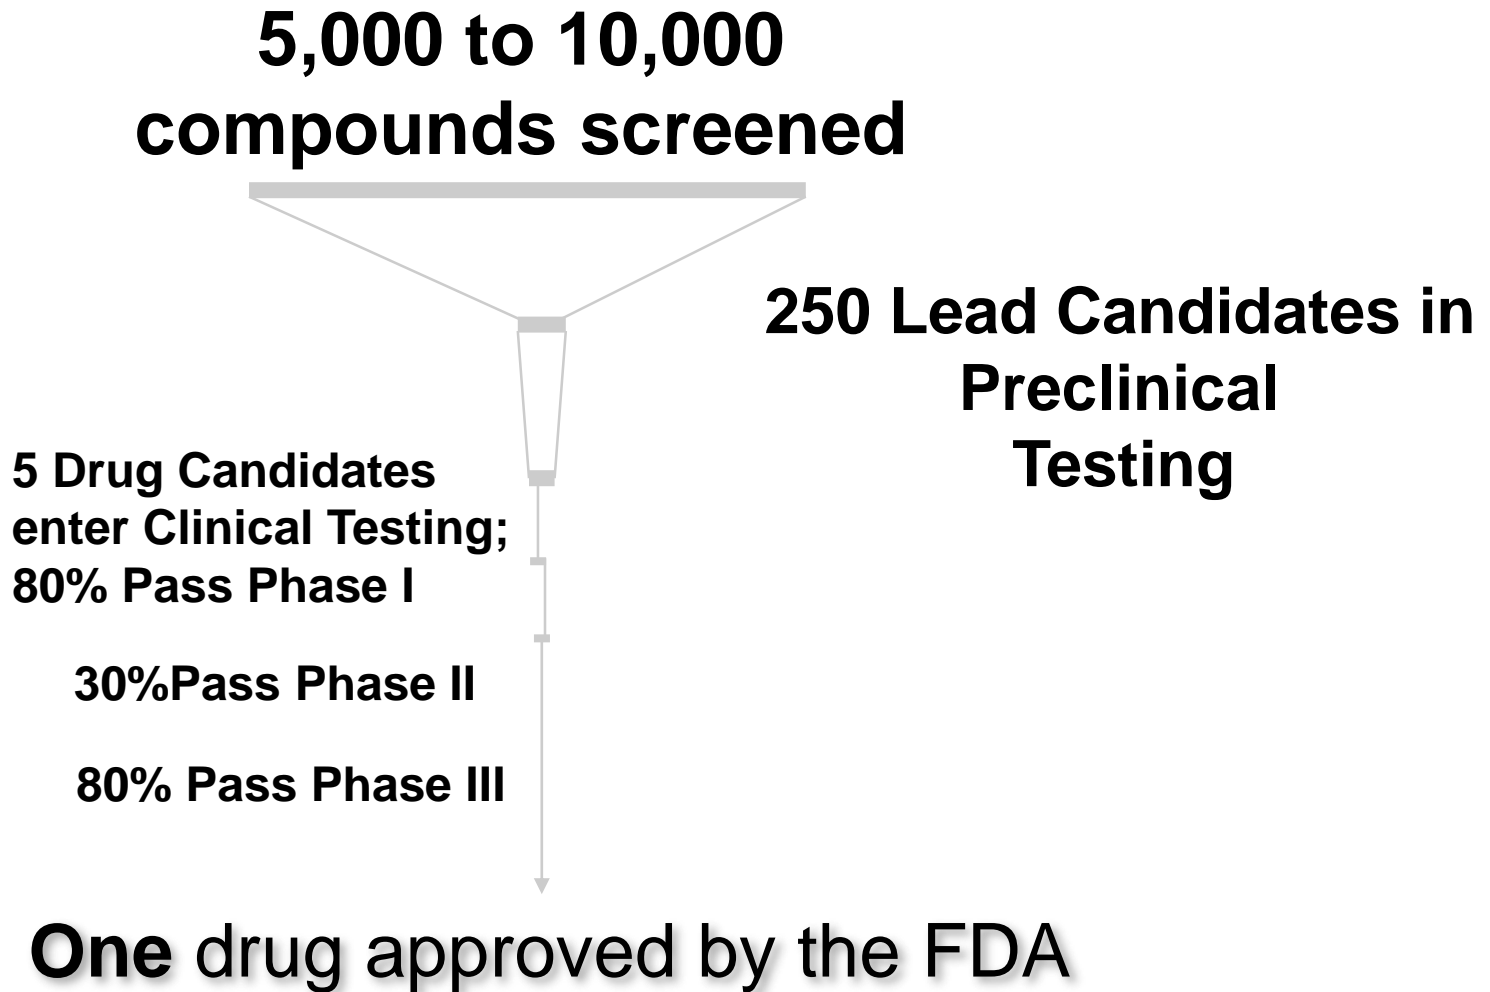 5,000 to 10,000
compounds screened
250 Lead Candidates in
Preclinical
Testing
5 Drug Candidates
enter Clinical Testing;
80% Pass Phase I
30%Pass Phase II
80% Pass Phase III
One drug approved by the FDA